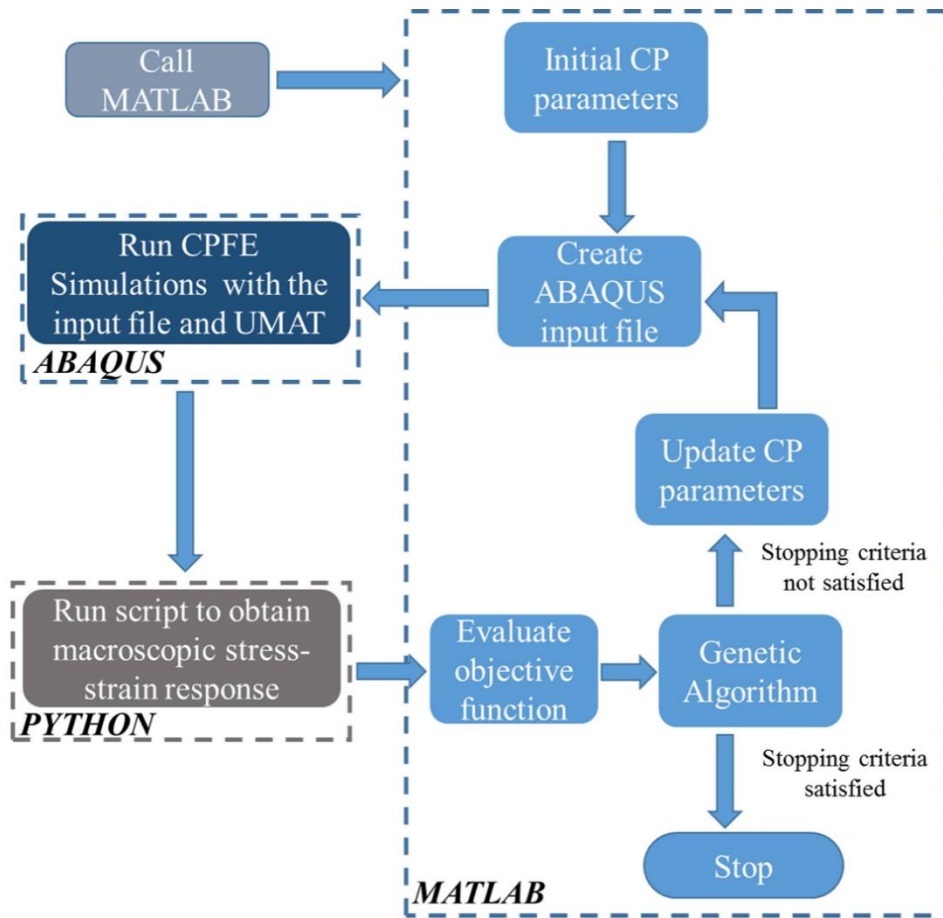 Call
MATLAB
Initial CP
parameters
Run CPFE
Simulations with the
input file and UMAT
ABAQUS
Create
ABAQUS
input file
Update CP
parameters
Stopping criteria
not satisfied
Run script to obtain
macroscopic stress-
strain response
PYTHON
Evaluate
objective
function
Genetic
Algorithm
Stopping criteria
satisfied
Stop
MATLAB